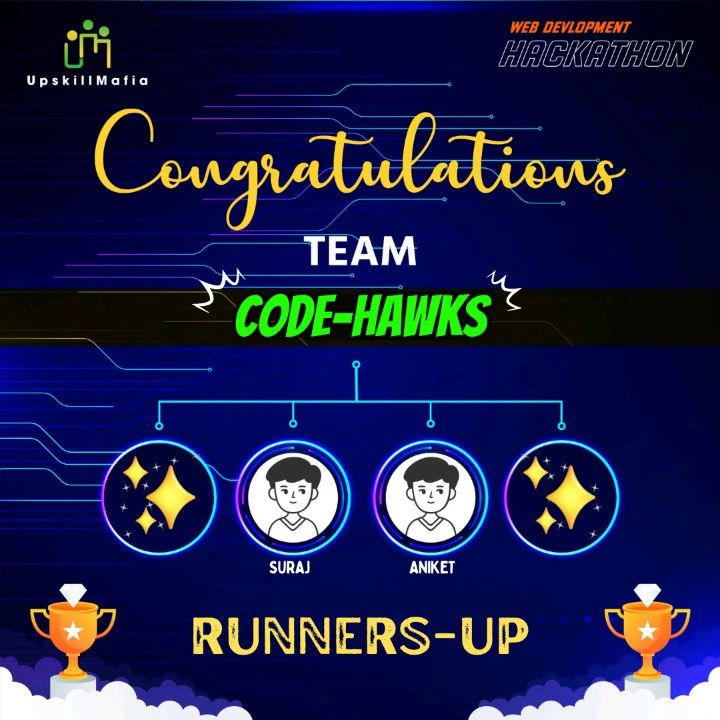 UpskillMafia
WEB DEVLOPMENT
HACKATHON
Congratulations
TEAM
CODE-HAWKS
SURAJ
ANIKET
RUNNERS-UP